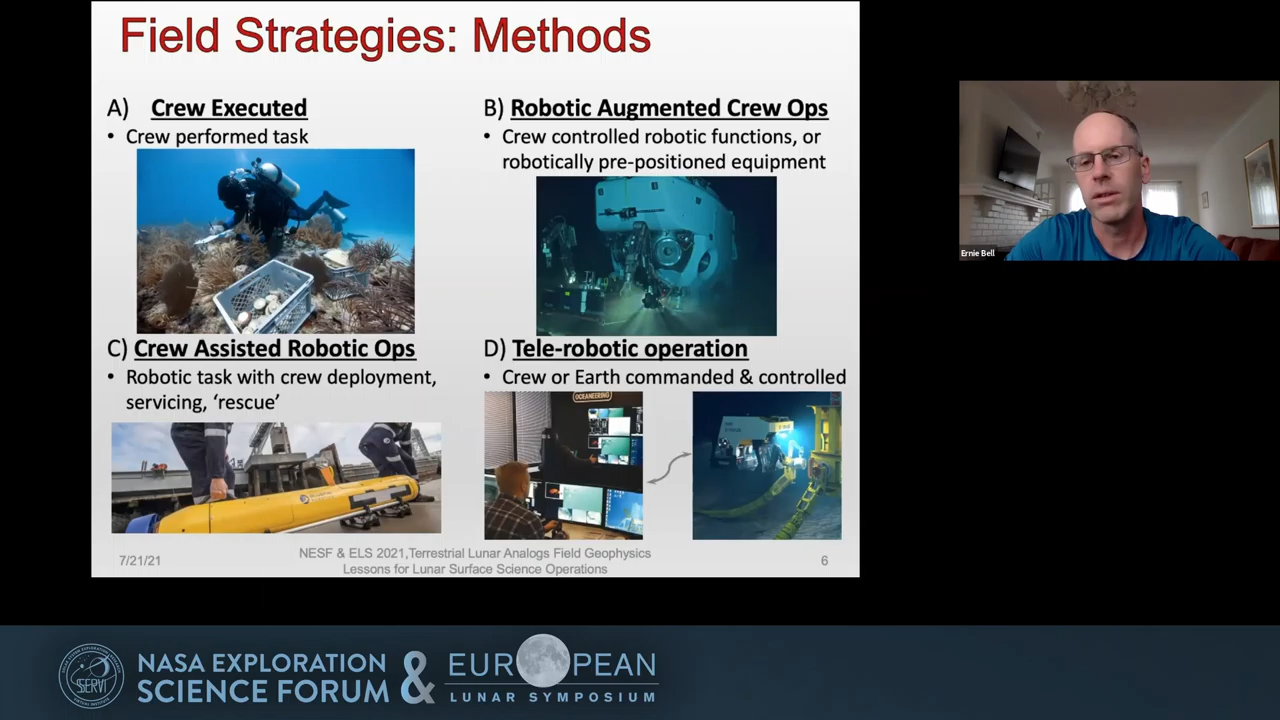 Field Strategies: Methods
A) Crew Executed
• Crew performed task
B) Robotic Augmented Crew Ops
• Crew controlled robotic functions, or
robotically pre-positioned equipment
C) Crew Assisted Robotic Ops
• Robotic task with crew deployment,
servicing, ‘rescue’
D) Tele-robotic operation
• Crew or Earth commanded & controlled
OCEANEERING
7/21/21
NESF & ELS 2021,Terrestrial Lunar Analogs Field Geophysics
Lessons for Lunar Surface Science Operations
6
Ernie Bell
SSERVI
NASA EXPLORATION
SCIENCE FORUM
&
EUROPEAN
LUNAR SYMPOSIUM